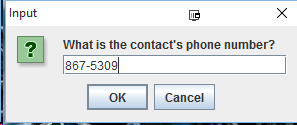 Input
What is the contact's phone number?
867-5309
OK
Cancel